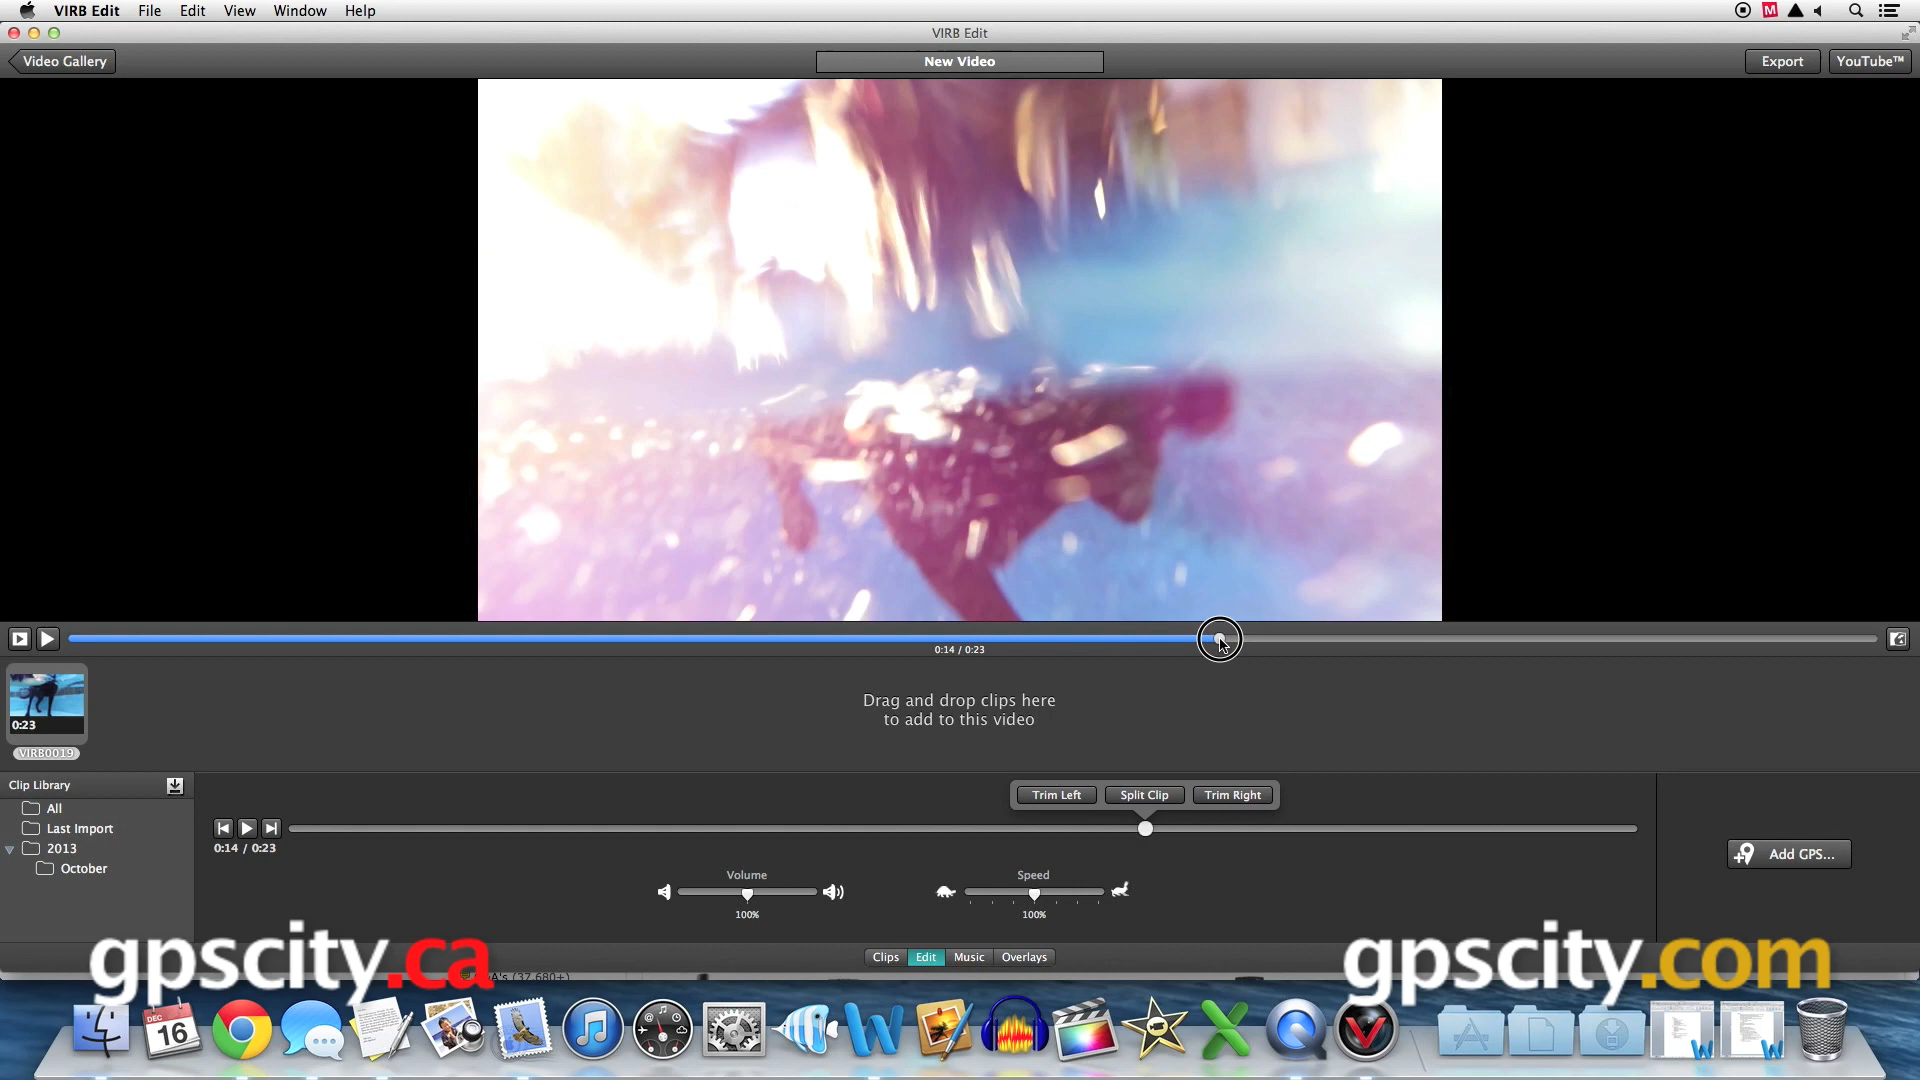 VIRB Edit File Edit View Window Help
VIRB Edit
Video Gallery
New Video
Export
YouTube™
0:14 / 0:23
0:23
VIRB0019
Drag and drop clips here
to add to this video
Clip Library
All
Last Import
2013
October
Trim Left
Split Clip
Trim Right
0:14 / 0:23
Volume
100%
Speed
100%
Add GPS...
Clips Edit Music Overlays
gpscity.ca
gpscity.com
(37,680+)
DEC
16